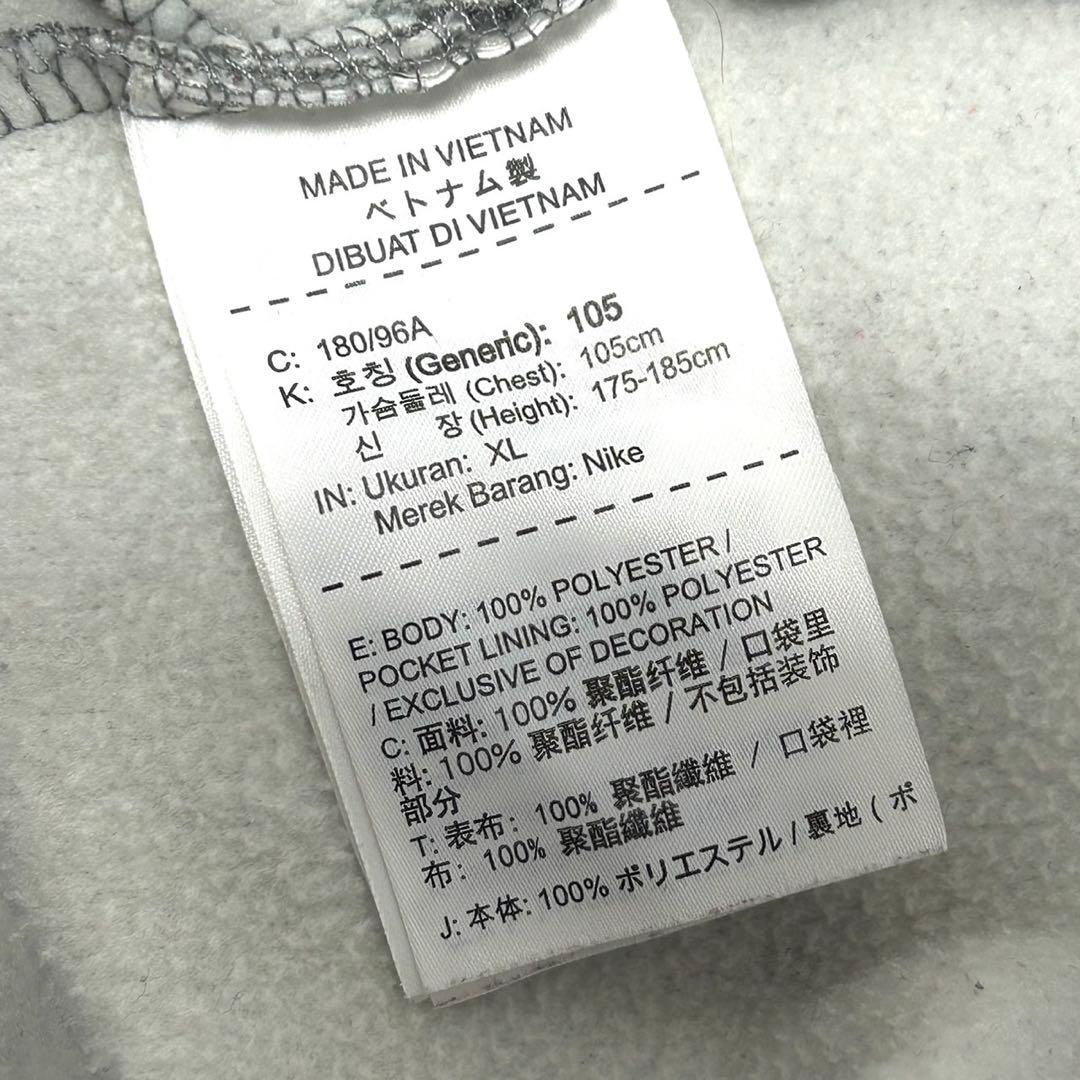 MADE IN VIETNAM
ベトナム製
DIBUAT DI VIETNAM
C: 180/96A
K: 호칭 (Generic): 105
가슴둘레 (Chest): 105cm
신 장 (Height): 175-185cm
IN: Ukuran: XL
Merek Barang: Nike
E: BODY: 100% POLYESTER /
POCKET LINING: 100% POLYESTER
/ EXCLUSIVE OF DECORATION
C: 面料: 100% 聚酯纤维 / 口袋里
料: 100% 聚酯纤维 / 不包括装饰
部分
T: 表布: 100% 聚酯纖維 / 口袋裡
布: 100% 聚酯纖維
J: 本体: 100% ポリエステル / 裏地 ( ポ